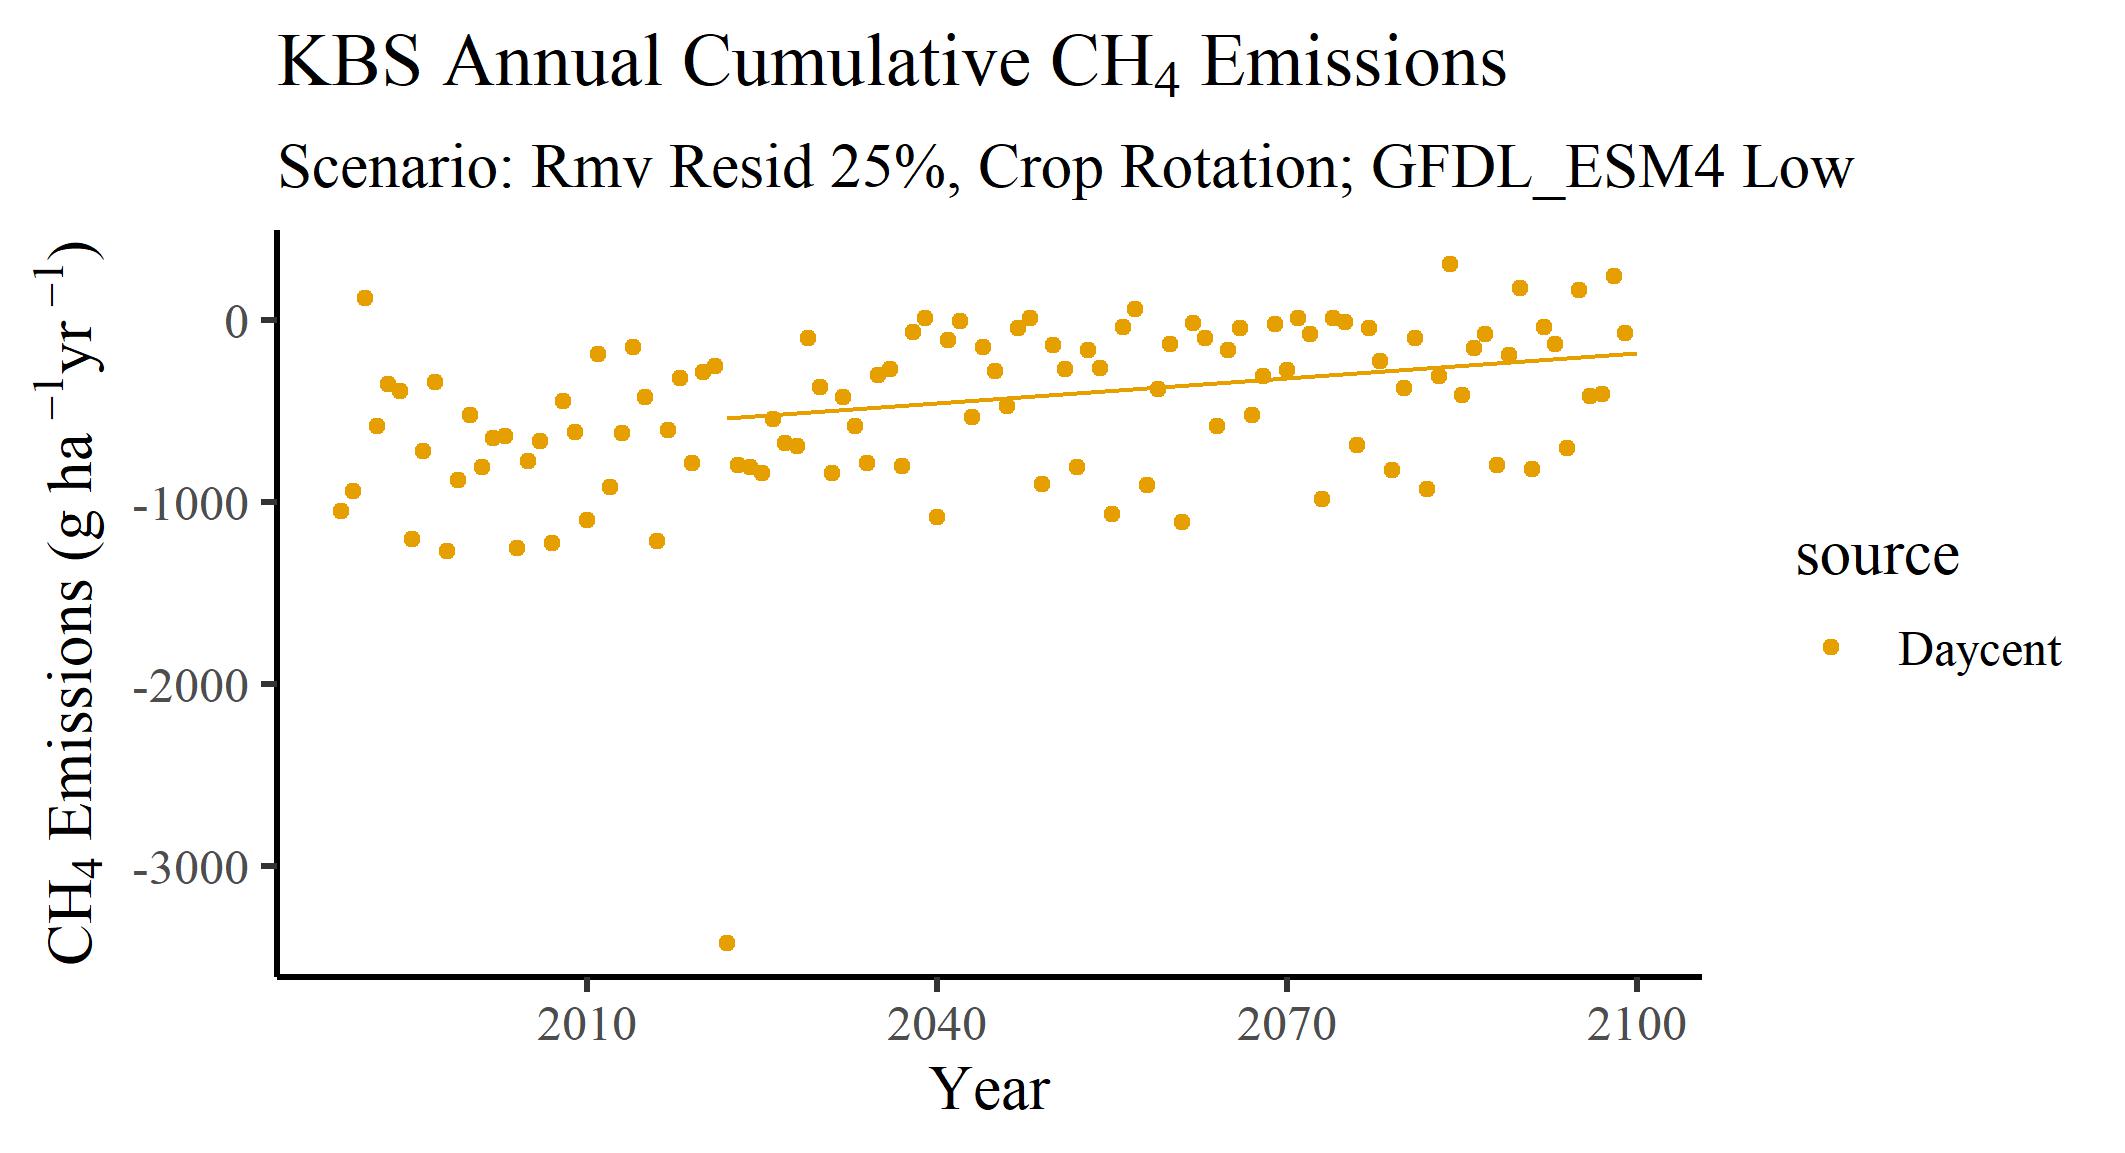 KBS Annual Cumulative CH₄ Emissions
Scenario: Rmv Resid 25%, Crop Rotation; GFDL_ESM4 Low
CH₄ Emissions (g ha ⁻¹yr ⁻¹)
0
-1000
-2000
-3000
2010 2040 2070 2100
Year
source
Daycent